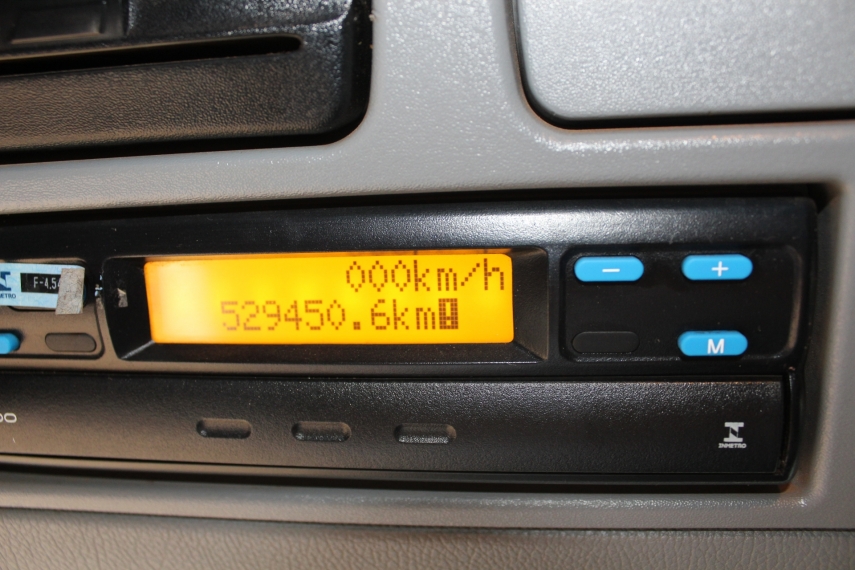 000km/h
529450.6km
− +
M
INMETRO